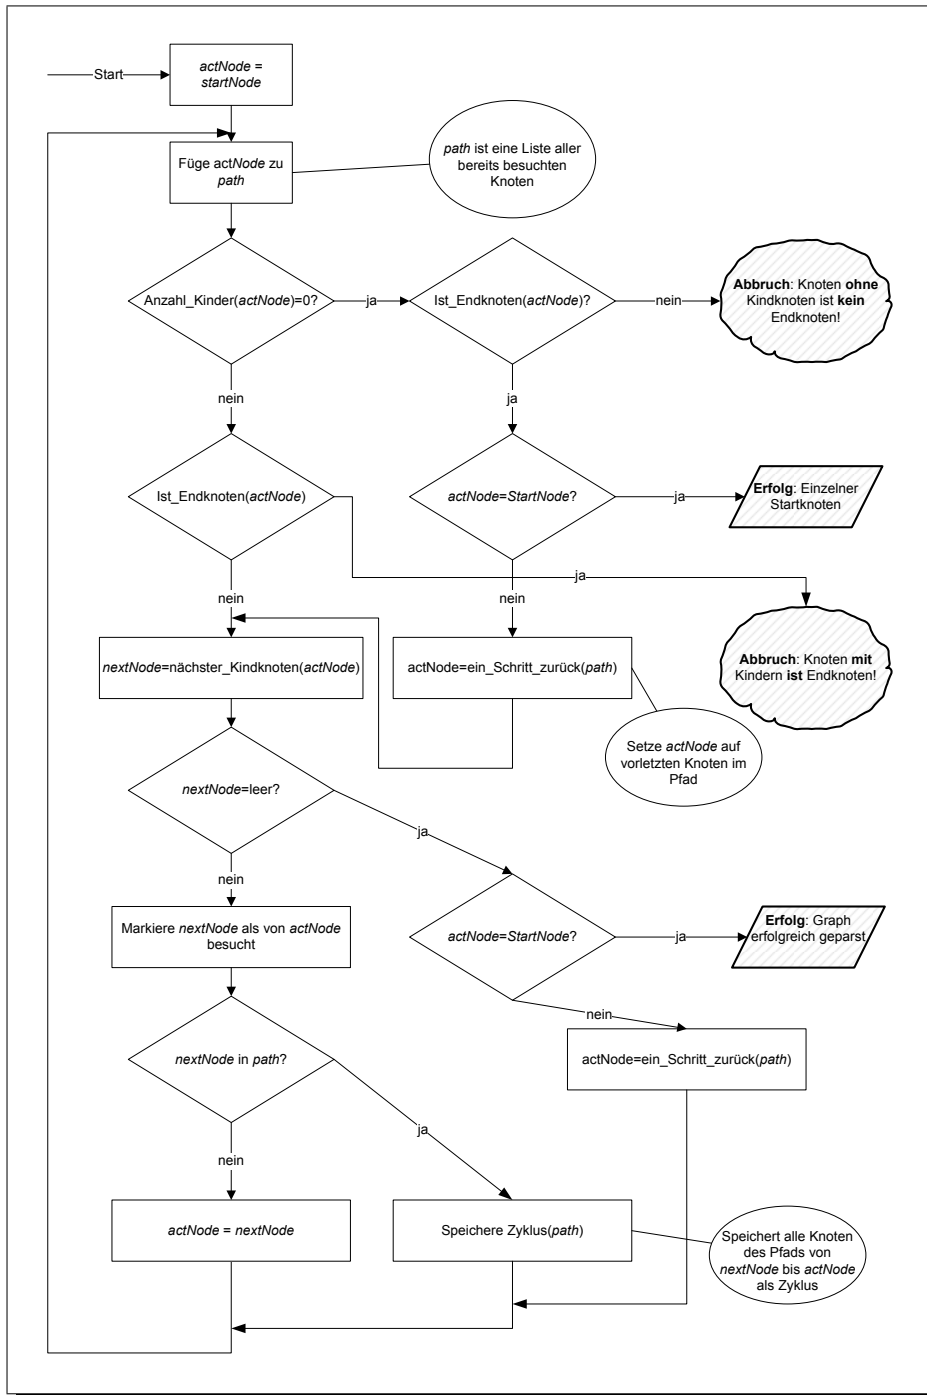 Start
actNode =
startNode
Füge actNode zu
path
path ist eine Liste aller
bereits besuchten
Knoten
Anzahl_Kinder(actNode)=0?
ja
Ist_Endknoten(actNode)?
nein
Abbruch: Knoten ohne
Kindknoten ist kein
Endknoten!
nein
ja
Ist_Endknoten(actNode)
actNode=StartNode?
ja
Erfolg: Einzelner
Startknoten
ja
nein
nein
nextNode=nächster_Kindknoten(actNode)
actNode=ein_Schritt_zurück(path)
Abbruch: Knoten mit
Kindern ist Endknoten!
Setze actNode auf
vorletzten Knoten im
Pfad
nextNode=leer?
ja
nein
Markiere nextNode als von actNode
besucht
actNode=StartNode?
ja
Erfolg: Graph
erfolgreich geparst
nein
nextNode in path?
actNode=ein_Schritt_zurück(path)
ja
nein
actNode = nextNode
Speichere Zyklus(path)
Speichert alle Knoten
des Pfads von
nextNode bis actNode
als Zyklus